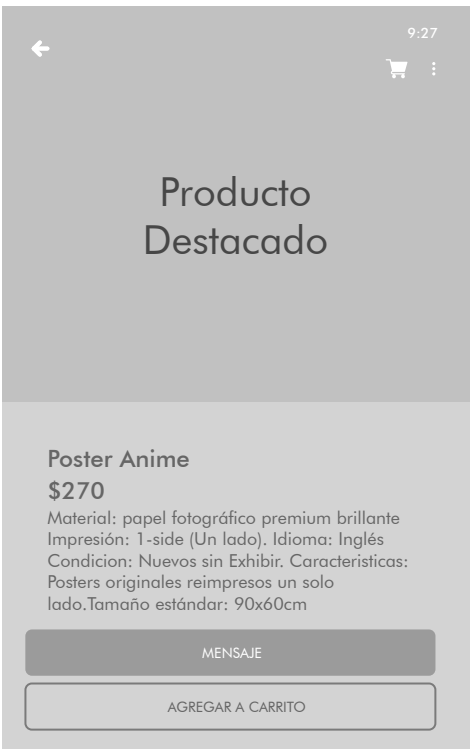 9:27
Producto
Destacado
Poster Anime
$270
Material: papel fotográfico premium brillante
Impresión: 1-side (Un lado). Idioma: Inglés
Condicion: Nuevos sin Exhibir. Caracteristicas:
Posters originales reimpresos un solo
lado.Tamaño estándar: 90x60cm
MENSAJE
AGREGAR A CARRITO